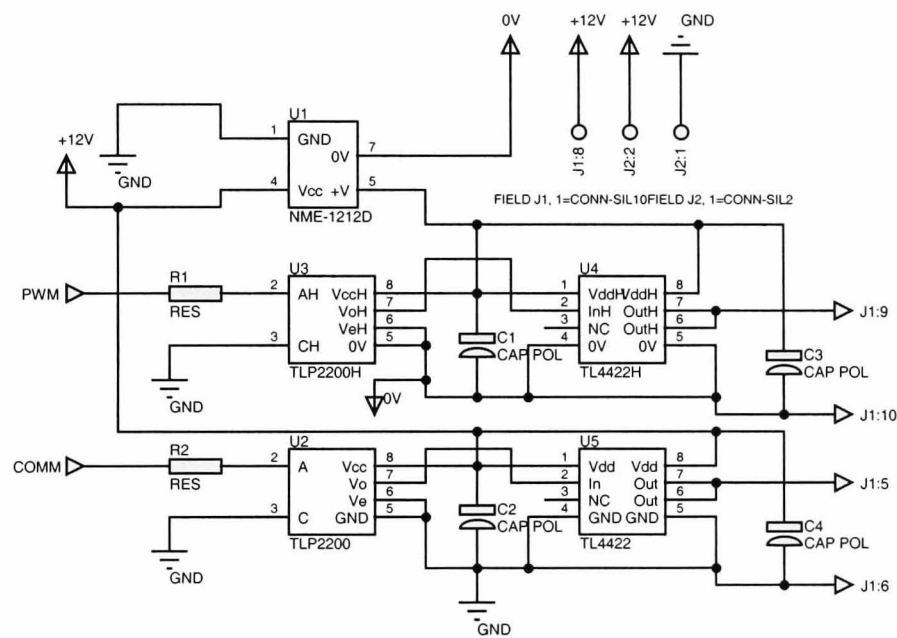 0V +12V +12V GND
U1
1 GND
0V 7
+12V
GND
4 Vcc +V 5
J1:8 J2:2 J2:1
NME-1212D
FIELD J1, 1=CONN-SIL10FIELD J2, 1=CONN-SIL2
U3 U4
R1
PWM 2 AH VccH 8 1 VddH VddH 8
RES VoH 7 2 InH OutH 7 J1:9
VeH 6 3 NC OutH 6
3 CH 0V 5 C1 4 0V 0V 5 C3
CAP POL CAP POL
TLP2200H TL4422H
GND 0V
J1:10
U2 U5
R2
COMM 2 A Vcc 8 1 Vdd Vdd 8
RES Vo 7 2 In Out 7 J1:5
Ve 6 3 NC Out 6
3 C GND 5 C2 4 GND GND 5 C4
CAP POL CAP POL
TLP2200 TL4422
GND
J1:6
GND